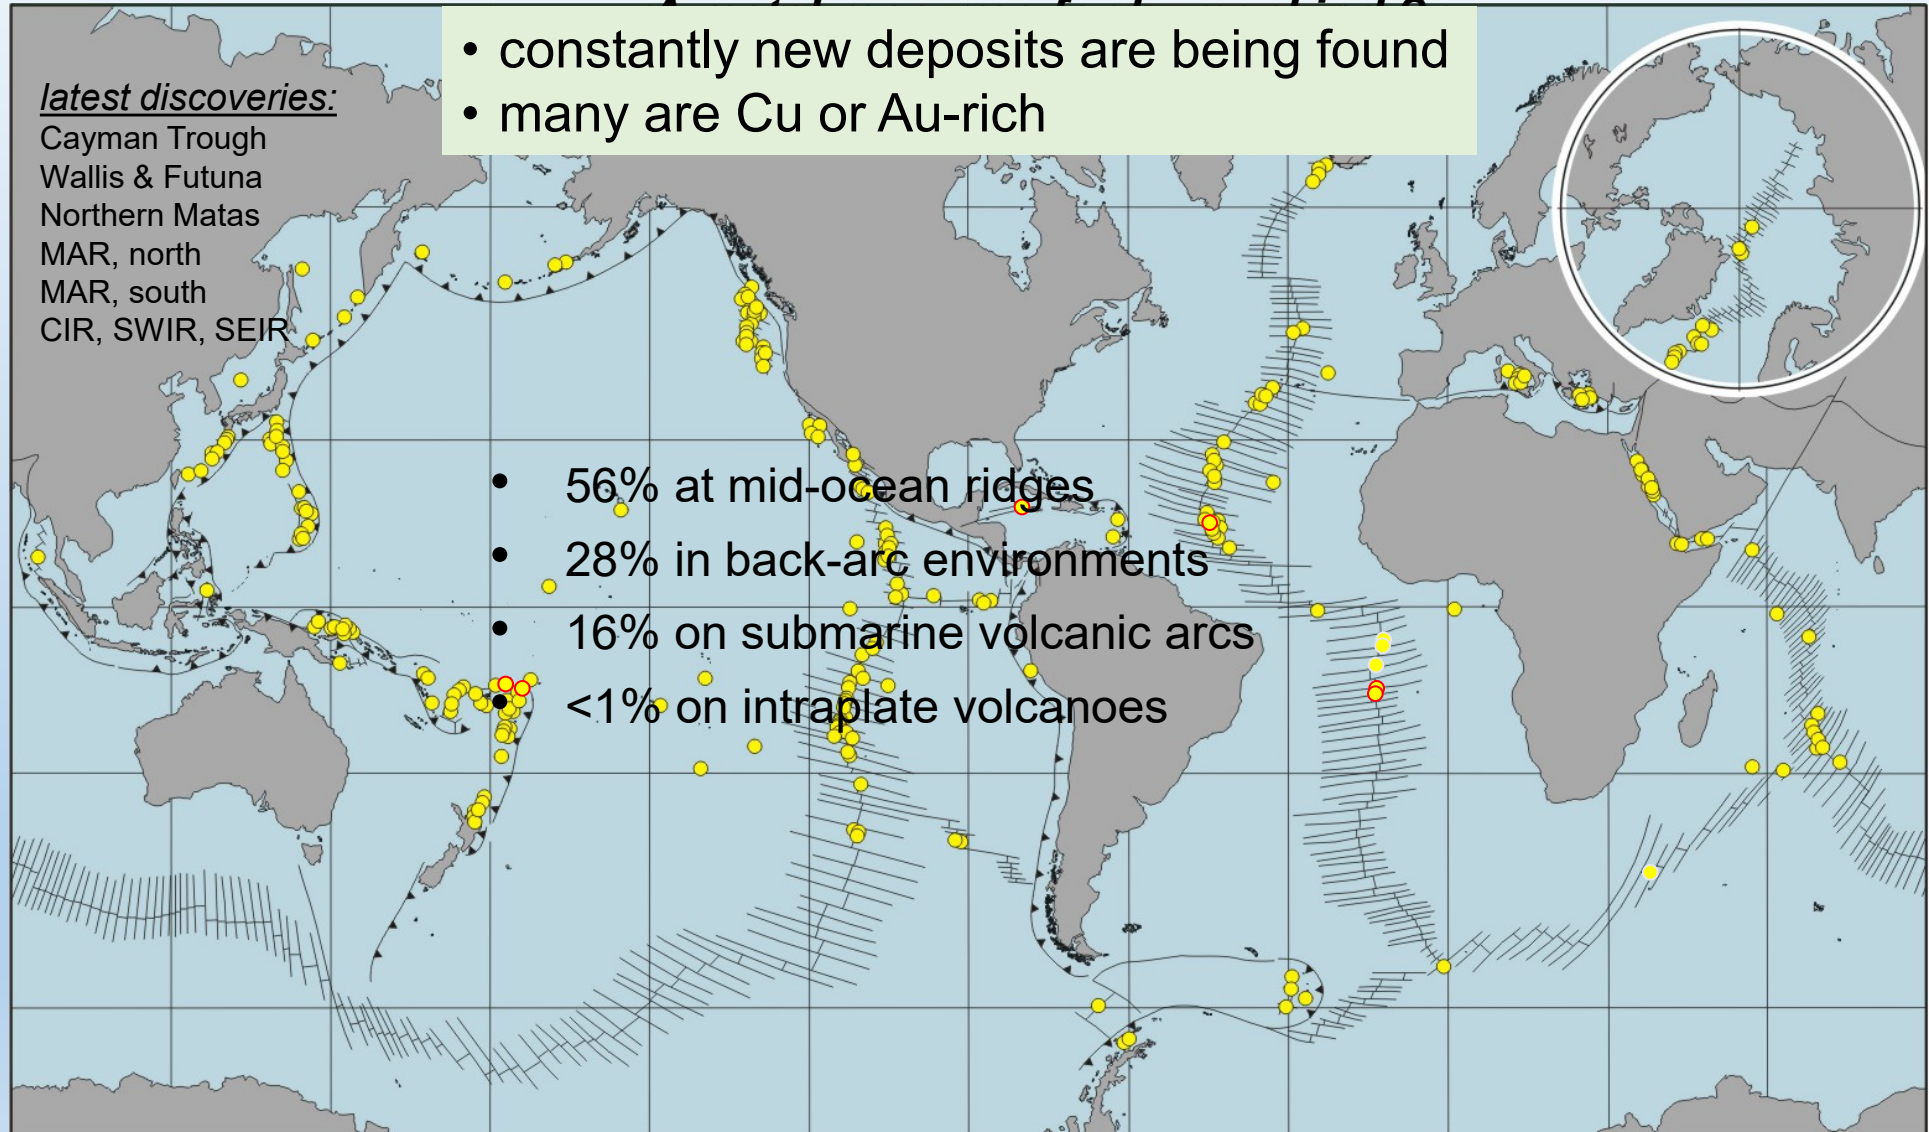 • constantly new deposits are being found
• many are Cu or Au-rich
latest discoveries:
Cayman Trough
Wallis & Futuna
Northern Matas
MAR, north
MAR, south
CIR, SWIR, SEIR
• 56% at mid-ocean ridges
• 28% in back-arc environments
• 16% on submarine volcanic arcs
• <1% on intraplate volcanoes